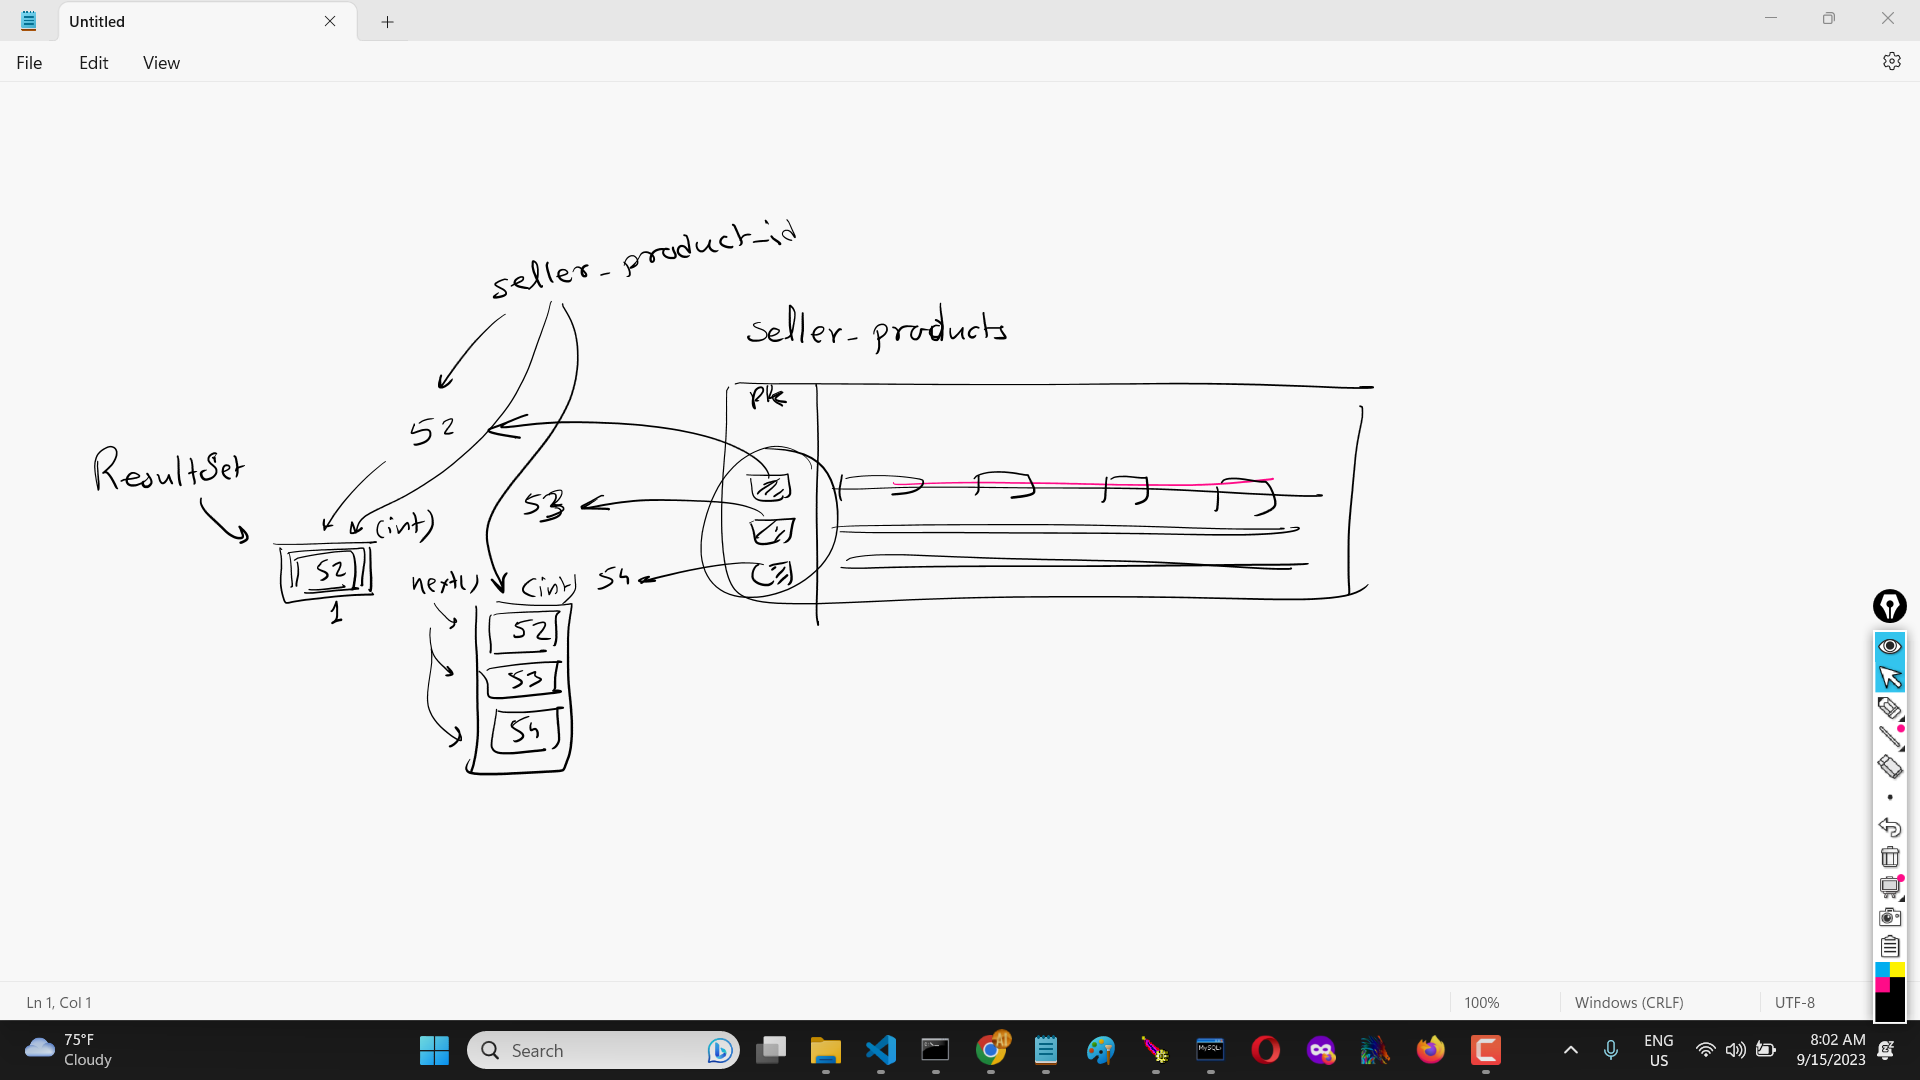 Untitled
File Edit View
seller_product_id
seller_products
PK
52
ResultSet
53
(int)
52
1
next()
(int)
54
52
53
54
Ln 1, Col 1
100%
Windows (CRLF)
UTF-8
75°F
Cloudy
Search
AI
MySQL
ENG
US
8:02 AM
9/15/2023